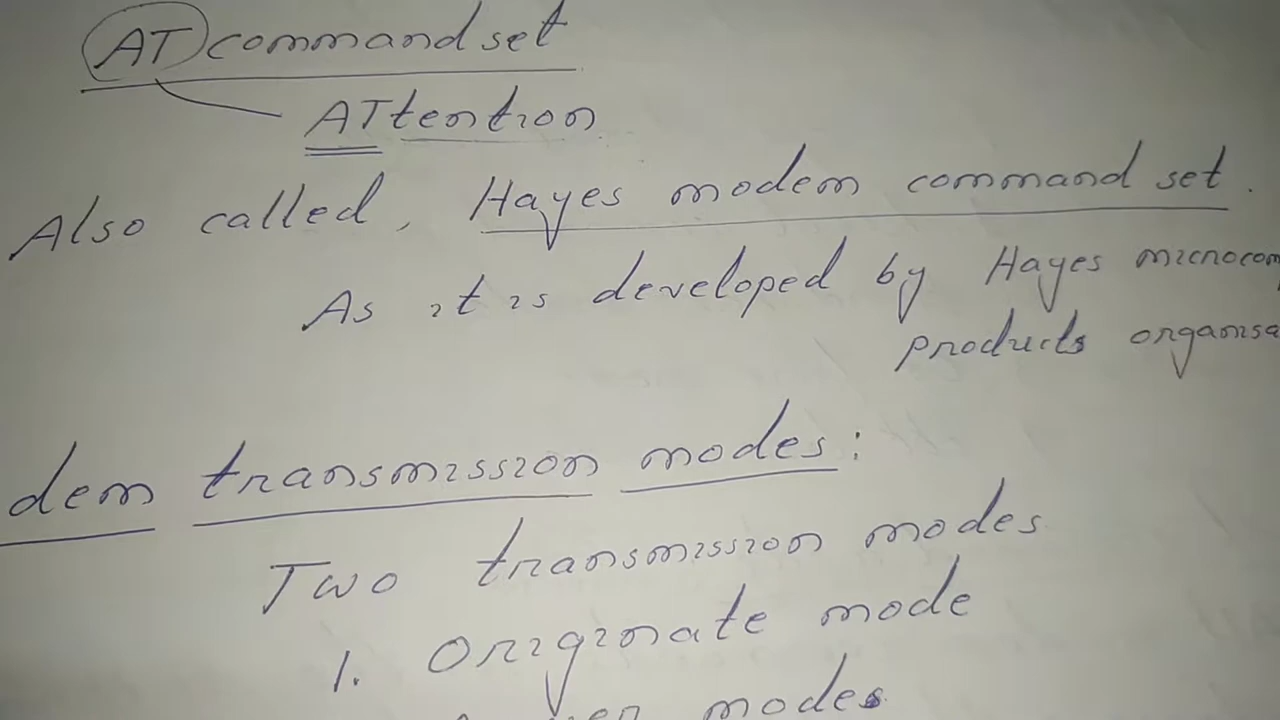 AT command set
ATtention
Also called, Hayes modem command set.
As it is developed by Hayes microcom
products organisa
dem transmission modes:
Two transmission modes
1. Originate mode
modes